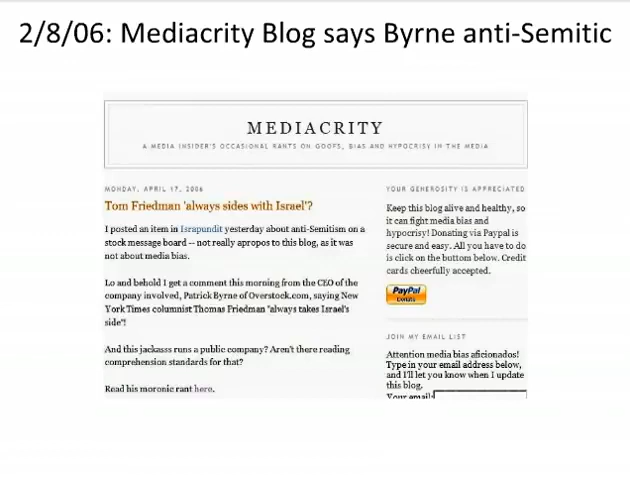 2/8/06: Mediacrity Blog says Byrne anti-Semitic
MEDIACRITY
A MEDIA INSIDER'S OCCASIONAL RANTS ON GOOFS, BIAS AND HYPOCRISY IN THE MEDIA
MONDAY, APRIL 17, 2006
Tom Friedman 'always sides with Israel'?
I posted an item in Israpundit yesterday about anti-Semitism on a
stock message board -- not really apropos to this blog, as it was
not about media bias.
Lo and behold I get a comment this morning from the CEO of the
company involved, Patrick Byrne of Overstock.com, saying New
York Times columnist Thomas Friedman "always takes Israel's
side"!
And this jackasss runs a public company? Aren't there reading
comprehension standards for that?
Read his moronic rant here.
YOUR GENEROSITY IS APPRECIATED
Keep this blog alive and healthy, so
it can fight media bias and
hypocrisy! Donating via Paypal is
secure and easy. All you have to do
is click on the buttom below. Credit
cards cheerfully accepted.
PayPal
Donate
JOIN MY EMAIL LIST
Attention media bias aficionados!
Type in your email address below,
and I'll let you know when I update
this blog.
Your email: